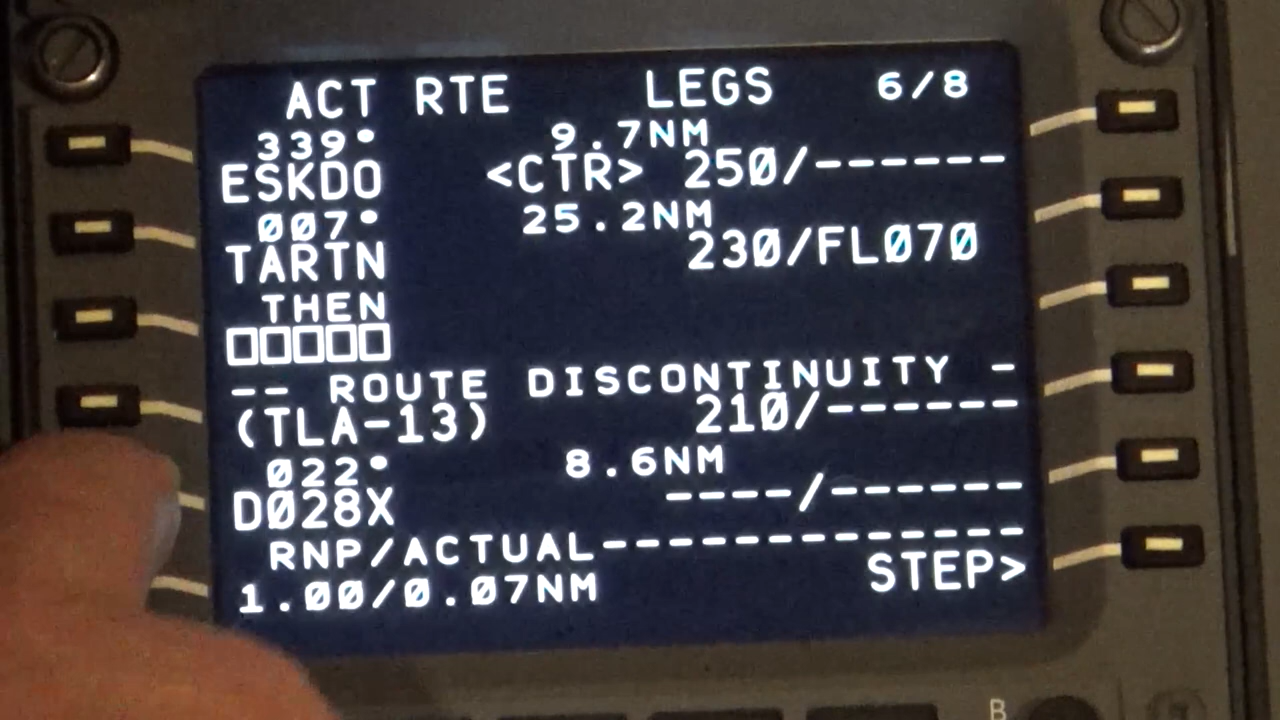 ACT RTE LEGS 6/8
339° 9.7NM
ESKDO <CTR> 250/------
007° 25.2NM
TARTN 230/FL070
THEN
□□□□□
-- ROUTE DISCONTINUITY -
(TLA-13) 210/------
022° 8.6NM
D028X ----/------
RNP/ACTUAL-------------
1.00/0.07NM STEP>
B